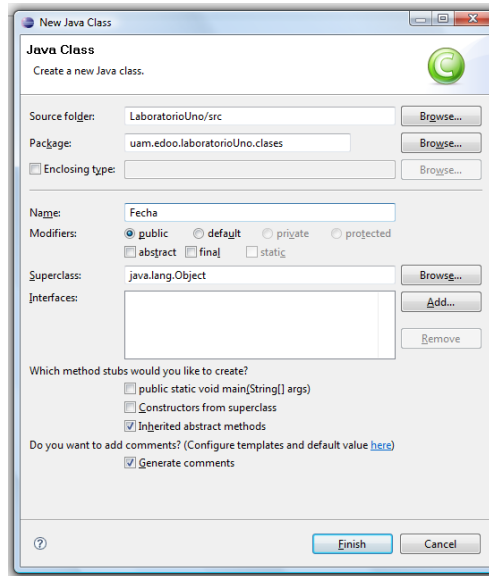 New Java Class
Java Class
Create a new Java class.
Source folder: LaboratorioUno/src Browse...
Package: uam.edoo.laboratorioUno.clases Browse...
Enclosing type: Browse...
Name: Fecha
Modifiers: public default private protected
abstract final static
Superclass: java.lang.Object Browse...
Interfaces: Add...
Remove
Which method stubs would you like to create?
public static void main(String[] args)
Constructors from superclass
Inherited abstract methods
Do you want to add comments? (Configure templates and default value here)
Generate comments
? Finish Cancel